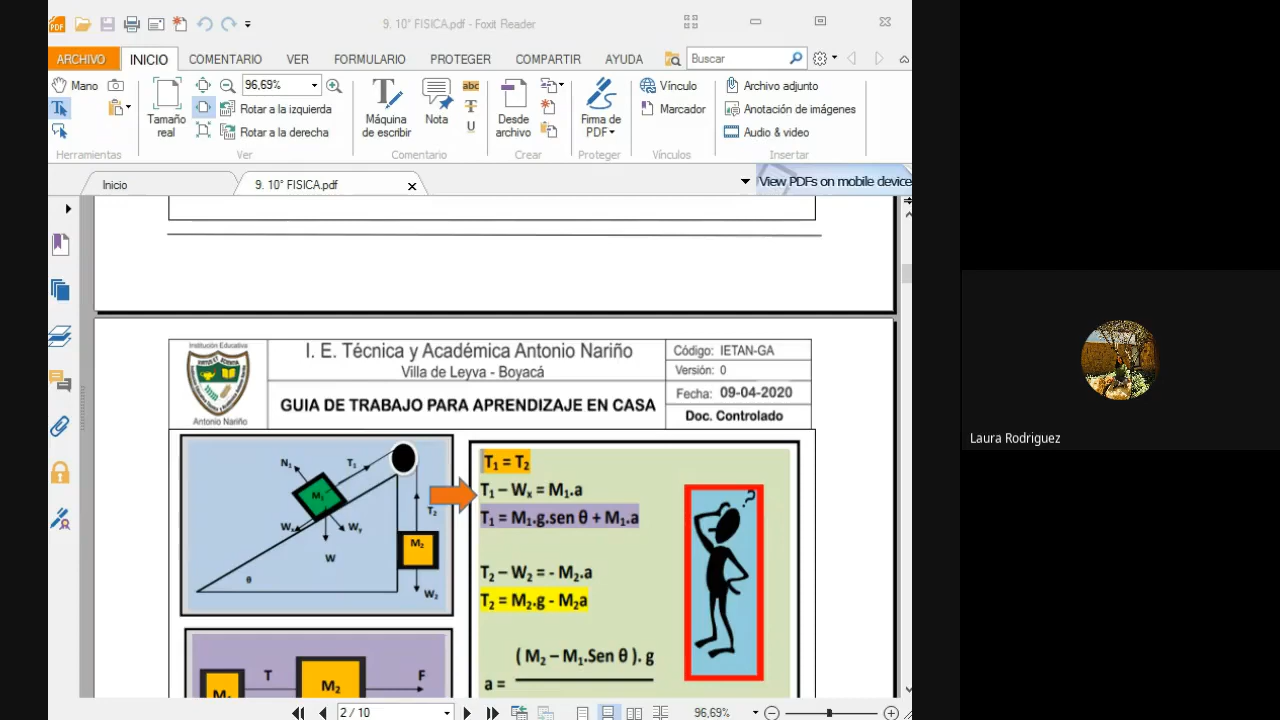 9. 10° FISICA.pdf - Foxit Reader
ARCHIVO INICIO COMENTARIO VER FORMULARIO PROTEGER COMPARTIR AYUDA Buscar
Mano
Tamaño real
96,69%
Rotar a la izquierda
Rotar a la derecha
Máquina de escribir
Nota
Desde archivo
Firma de PDF
Vínculo
Marcador
Archivo adjunto
Anotación de imágenes
Audio & video
Herramientas Ver Comentario Crear Proteger Vínculos Insertar
Inicio 9. 10° FISICA.pdf View PDFs on mobile device
Institución Educativa
Antonio Nariño
I. E. Técnica y Académica Antonio Nariño
Villa de Leyva - Boyacá
GUIA DE TRABAJO PARA APRENDIZAJE EN CASA
Código: IETAN-GA
Versión: 0
Fecha: 09-04-2020
Doc. Controlado
N₁
T₁
M₁
Wₓ
Wᵧ
W
θ
T₂
M₂
W₂
T₁ = T₂
T₁ – Wₓ = M₁.a
T₁ = M₁.g.sen θ + M₁.a
T₂ – W₂ = - M₂.a
T₂ = M₂.g - M₂a
( M₂ – M₁.Sen θ ). g
a =
?
T
M₂
F
Laura Rodriguez
2 / 10
96,69%